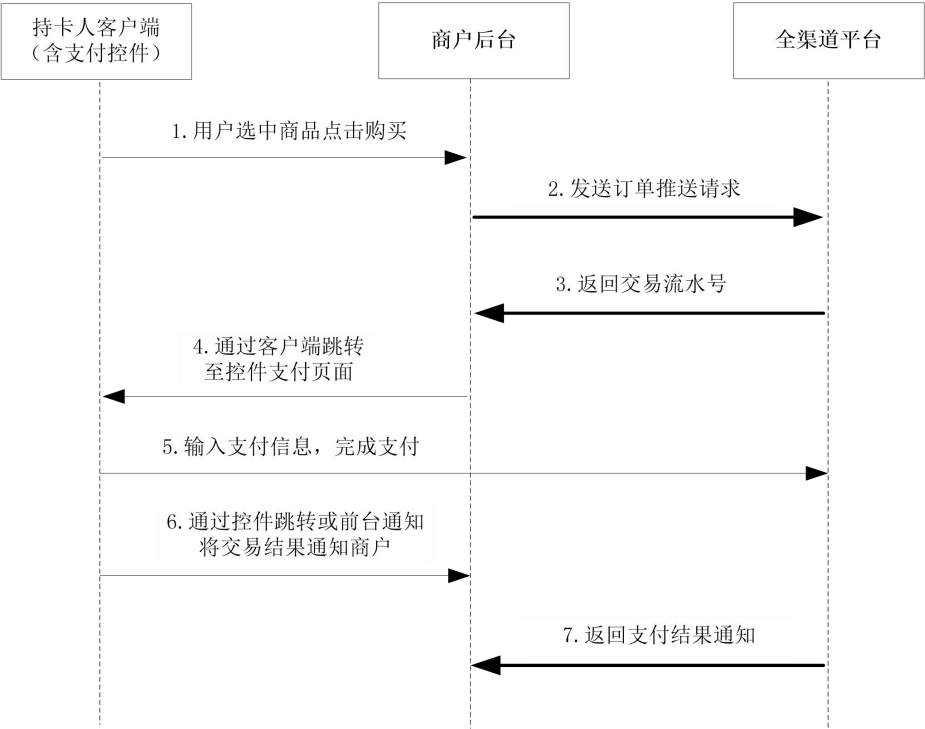 持卡人客户端
（含支付控件）
商户后台
全渠道平台
1.用户选中商品点击购买
2.发送订单推送请求
3.返回交易流水号
4.通过客户端跳转
至控件支付页面
5.输入支付信息，完成支付
6.通过控件跳转或前台通知
将交易结果通知商户
7.返回支付结果通知